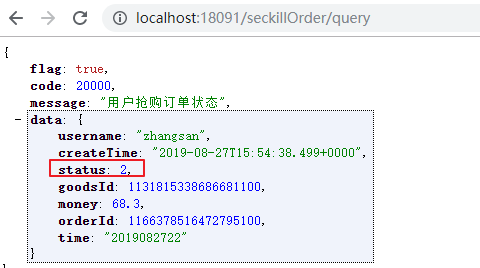 localhost:18091/seckillOrder/query
{
flag: true,
code: 20000,
message: "用户抢购订单状态",
- data: {
username: "zhangsan",
createTime: "2019-08-27T15:54:38.499+0000",
status: 2,
goodsId: 1131815338686681100,
money: 68.3,
orderId: 1166378516472795100,
time: "2019082722"
}